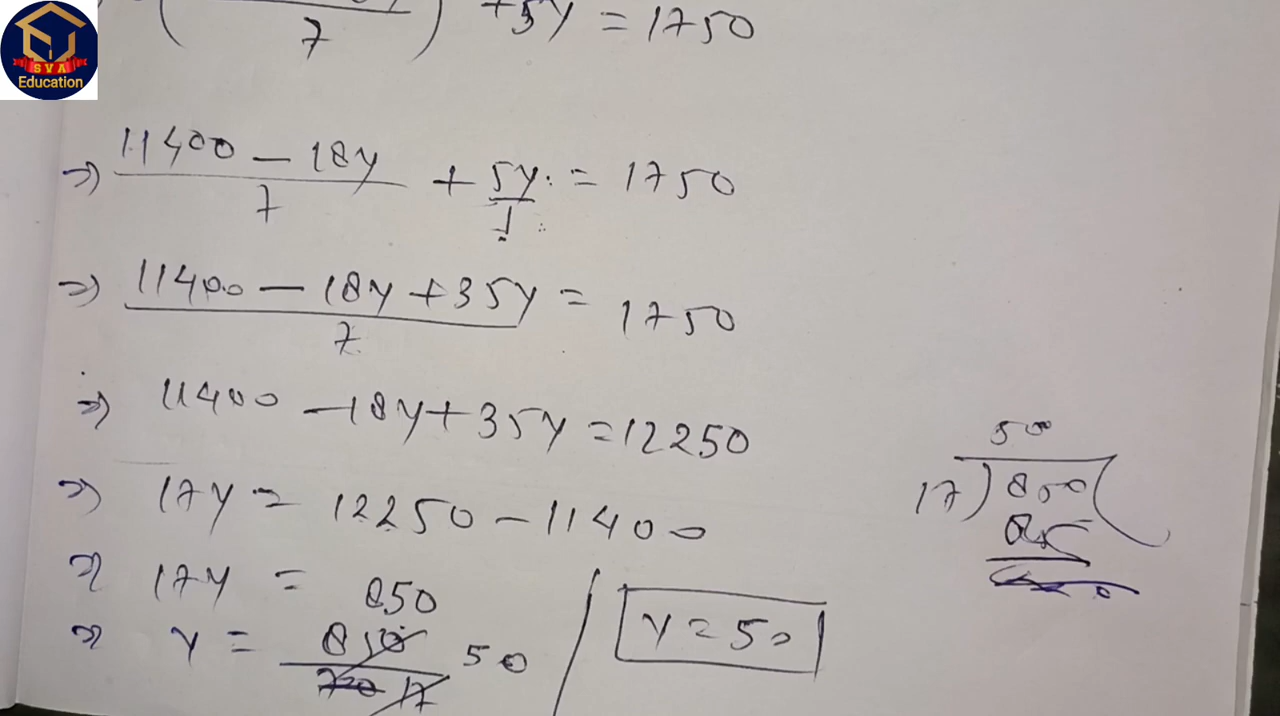 SVA
Education
( / 7 ) + 5y = 1750
⇒ 11400 - 18y / 7 + 5y / 1 = 1750
⇒ 11400 - 18y + 35y / 7 = 1750
⇒ 11400 - 18y + 35y = 12250
⇒ 17y = 12250 - 11400
⇒ 17y = 850
⇒ y = 850 / 17 50 / y = 50
50
17 ) 850 (
85
0